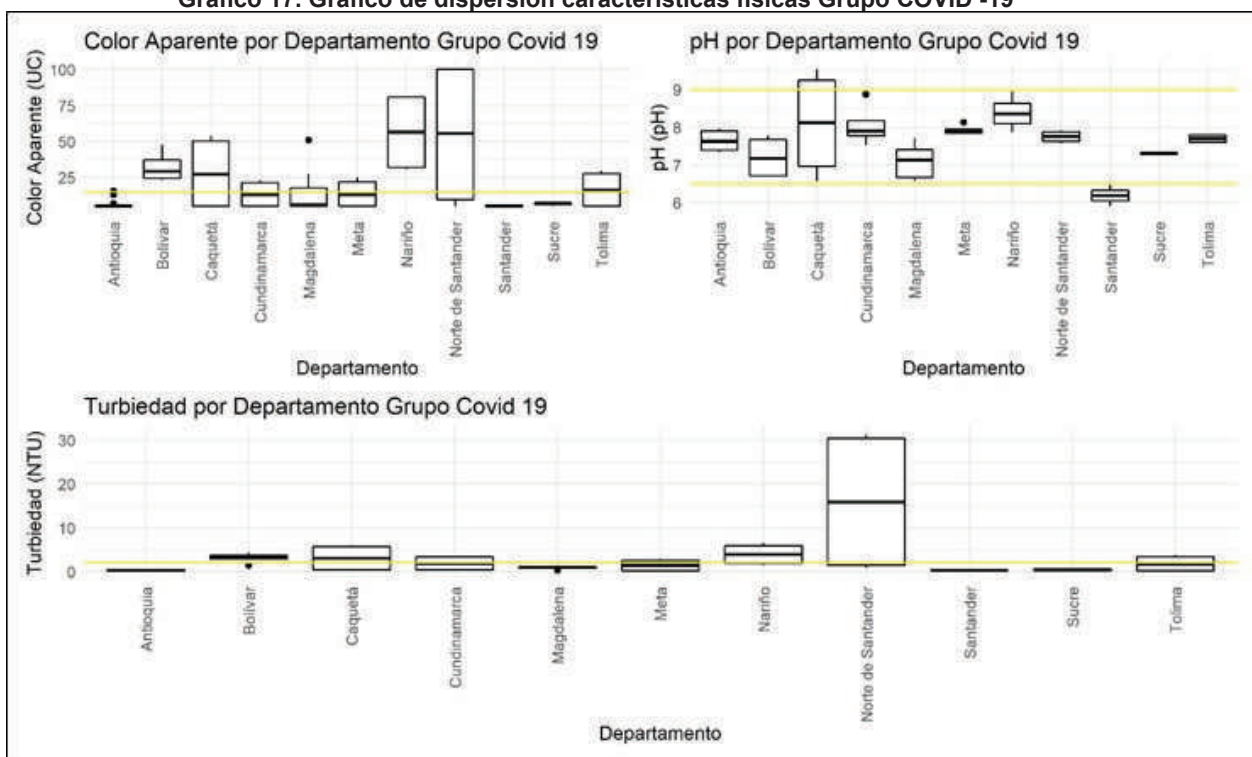 Gráfico 17. Gráfico de dispersión características físicas Grupo COVID -19
Color Aparente por Departamento Grupo Covid 19
Color Aparente (UC)
100
75
50
25
Antioquia
Bolívar
Caquetá
Cundinamarca
Magdalena
Meta
Nariño
Norte de Santander
Santander
Sucre
Tolima
Departamento
pH por Departamento Grupo Covid 19
pH (pH)
9
8
7
6
Antioquia
Bolívar
Caquetá
Cundinamarca
Magdalena
Meta
Nariño
Norte de Santander
Santander
Sucre
Tolima
Departamento
Turbiedad por Departamento Grupo Covid 19
Turbiedad (NTU)
30
20
10
0
Antioquia
Bolívar
Caquetá
Cundinamarca
Magdalena
Meta
Nariño
Norte de Santander
Santander
Sucre
Tolima
Departamento